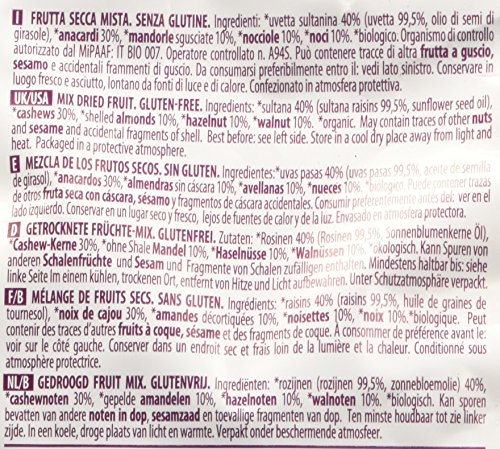 I FRUTTA SECCA MISTA. SENZA GLUTINE. Ingredienti: *uvetta sultanina 40% (uvetta 99,5%, olio di semi di
girasole), *anacardi 30%, *mandorle sgusciate 10%, *nocciole 10%, *noci 10%. *biologico. Organismo di controllo
autorizzato dal MiPAAF: IT BIO 007. Operatore controllato n. A945. Può contenere tracce di altra frutta a guscio,
sesamo e accidentali frammenti di guscio. Da consumarsi preferibilmente entro il: vedi lato sinistro. Conservare in
luogo fresco e asciutto, lontano da fonti di luce e di calore. Confezionato in atmosfera protettiva.
UK/USA MIX DRIED FRUIT. GLUTEN-FREE. Ingredients: *sultana 40% (sultana raisins 99,5%, sunflower seed oil),
*cashews 30%, *shelled almonds 10%, *hazelnut 10%, *walnut 10%. *organic. May contain traces of other nuts
and sesame and accidental fragments of shell. Best before: see left side. Store in a cool dry place away from light and
heat. Packaged in a protective atmosphere.
E MEZCLA DE LOS FRUTOS SECOS. SIN GLUTEN. Ingredientes:*uvas pasas 40% (uvas pasas 99,5%, aceite de semilla
de girasol), *anacardos 30%, *almendras sin cáscara 10%, *avellanas 10%, *nueces 10%. *biologico. Puede contener trazas
de otros fruta seca con cáscara, sésamo y fragmentos de cáscara accidentales. Consumir preferentemente antes del: ver en el
lado izquierdo. Conservar en un lugar seco y fresco, lejos de fuentes de calor y de la luz. Envasado en atmosfera protectora.
D GETROCKNETE FRÜCHTE-MIX. GLUTENFREI. Zutaten: *Rosinen 40% (Rosinen 99,5%, Sonnenblumenkerne Öl),
*Cashew-Kerne 30%, *ohne Shale Mandel 10%, *Haselnüsse 10%, *Walnüssen 10%. *ökologisch. Kann Spuren von
anderen Schalenfrüchte und Sesam und Fragmente von Schalen zufälligen enthalten. Mindestens haltbar bis: siehe
linke Seite Im einem kühlen, trockenen Ort, entfernt von Hitze und Licht aufbewahren. Unter Schutzatmosphäre verpackt.
F/B MÉLANGE DE FRUITS SECS. SANS GLUTEN. Ingrédients: *raisins 40% (raisins 99,5%, huile de graines de
tournesol), *noix de cajou 30%, *amandes décortiquées 10%, *noisettes 10%, *noix 10%.*biologique. Peut
contenir des traces d'autres fruits à coque, sésame et des fragments de coque. A consommer de préférence avant le:
voir sur le côté gauche. Conserver dans un endroit sec et frais loin de la lumière et la chaleur. Conditionné sous
atmosphère protectrice.
NL/B GEDROOGD FRUIT MIX. GLUTENVRIJ. Ingrediënten: *rozijnen (rozijnen 99,5%, zonnebloemolie) 40%,
*cashewnoten 30%, *gepelde amandelen 10%, *hazelnoten 10%, *walnoten 10%. *biologisch. Kan sporen
bevatten van andere noten in dop, sesamzaad en toevallige fragmenten van dop. Ten minste houdbaar tot zie linker
zijde. In een koele, droge plaats van licht en warmte. Verpakt onder beschermende atmosfeer.